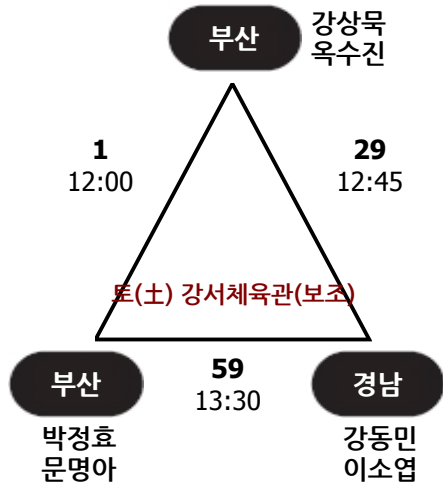 부산
강상묵
옥수진
1
12:00
29
12:45
토(土) 강서체육관(보조)
59
13:30
부산
박정효
문명아
경남
강동민
이소엽